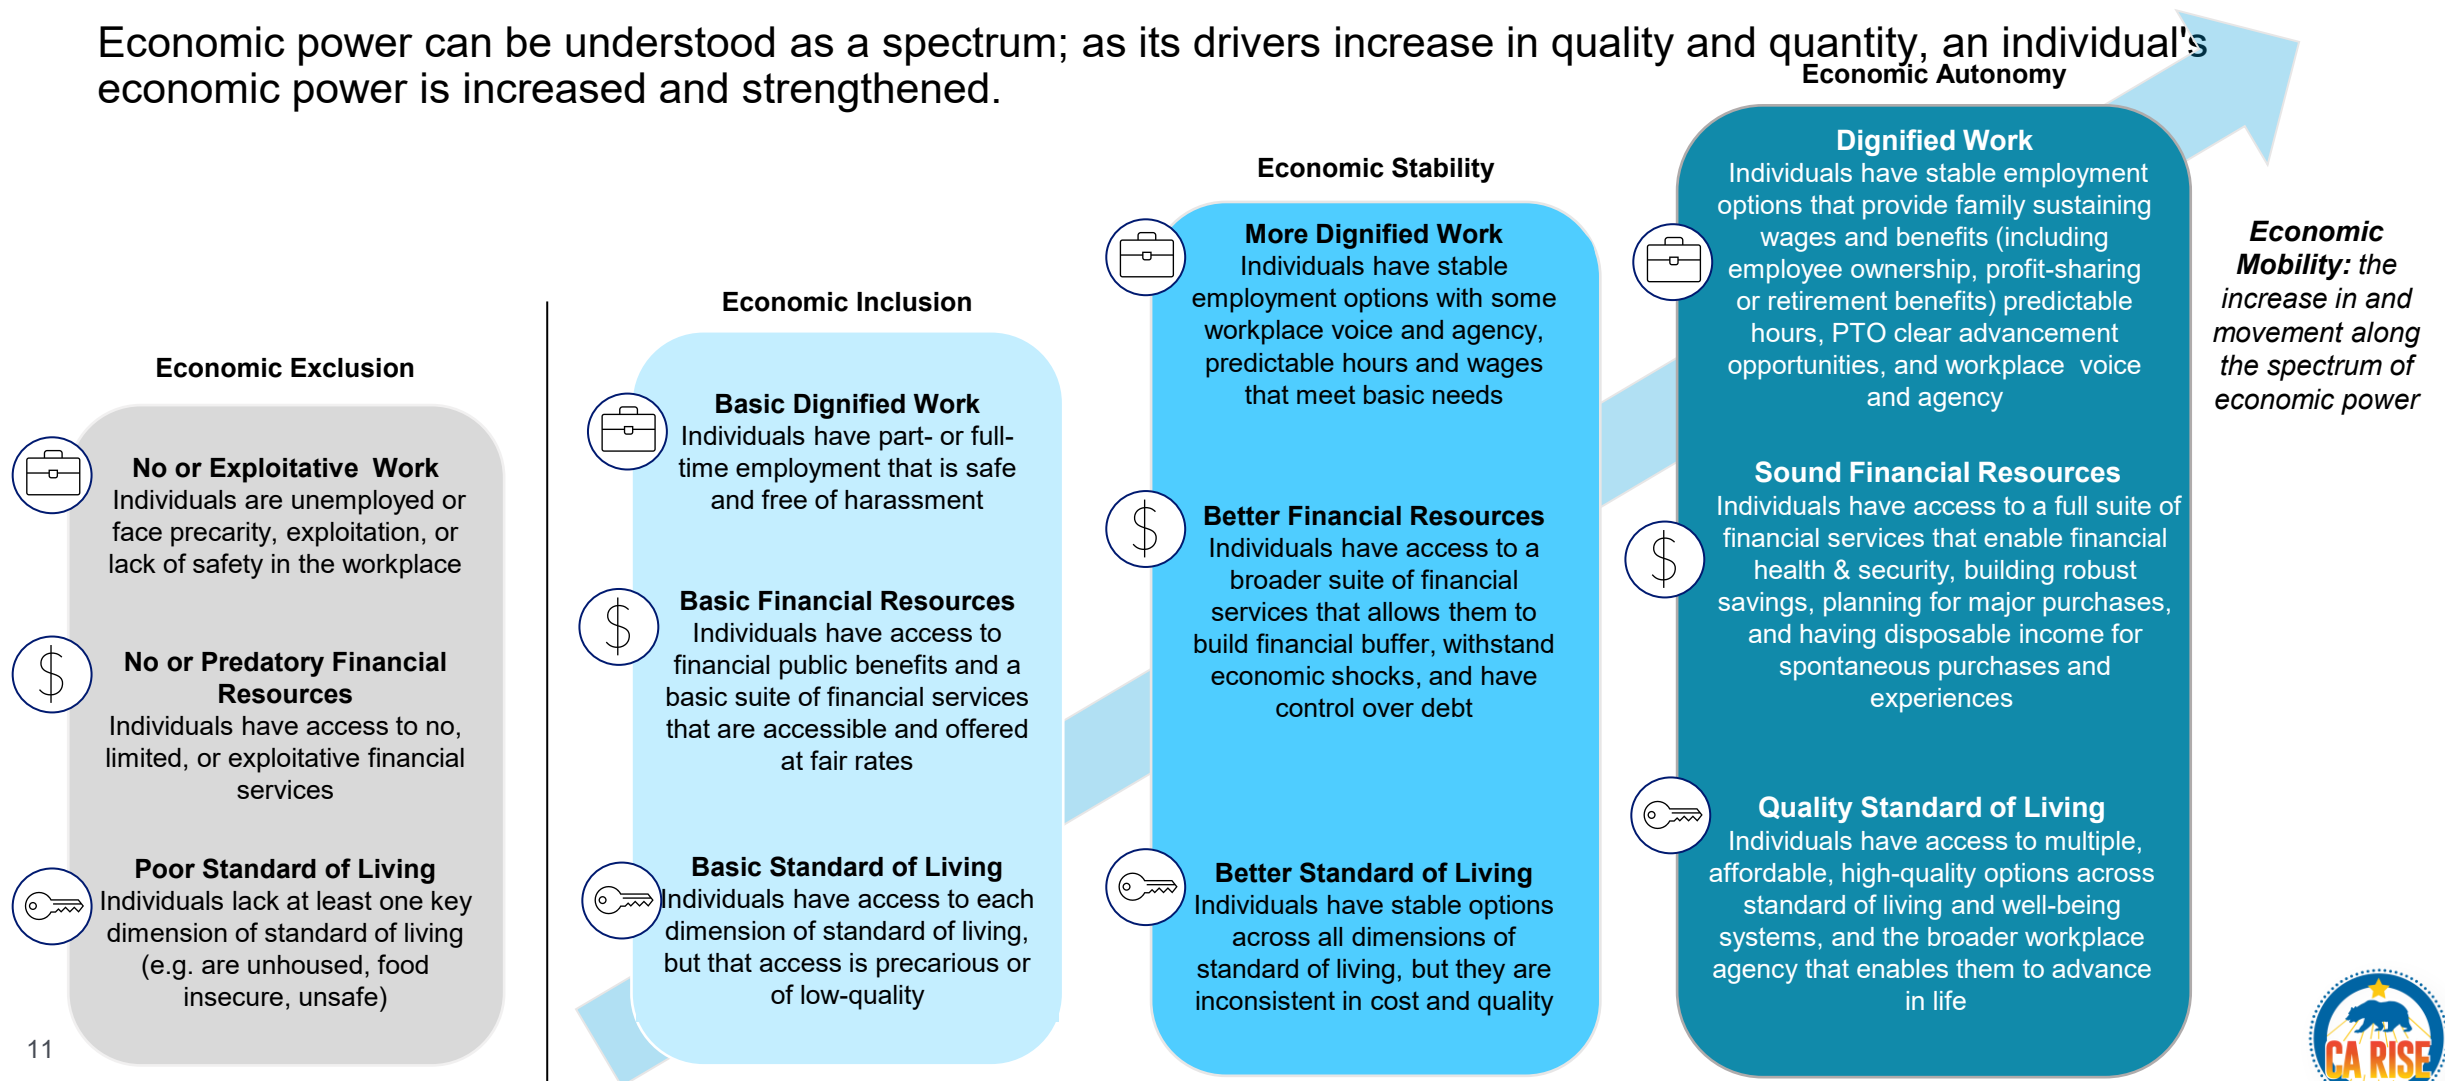 Economic power can be understood as a spectrum; as its drivers increase in quality and quantity, an individual's
economic power is increased and strengthened.
Economic Exclusion
No or Exploitative Work
Individuals are unemployed or
face precarity, exploitation, or
lack of safety in the workplace
No or Predatory Financial
Resources
Individuals have access to no,
limited, or exploitative financial
services
Poor Standard of Living
Individuals lack at least one key
dimension of standard of living
(e.g. are unhoused, food
insecure, unsafe)
Economic Inclusion
Basic Dignified Work
Individuals have part- or full-
time employment that is safe
and free of harassment
Basic Financial Resources
Individuals have access to
financial public benefits and a
basic suite of financial services
that are accessible and offered
at fair rates
Basic Standard of Living
Individuals have access to each
dimension of standard of living,
but that access is precarious or
of low-quality
Economic Stability
More Dignified Work
Individuals have stable
employment options with some
workplace voice and agency,
predictable hours and wages
that meet basic needs
Better Financial Resources
Individuals have access to a
broader suite of financial
services that allows them to
build financial buffer, withstand
economic shocks, and have
control over debt
Better Standard of Living
Individuals have stable options
across all dimensions of
standard of living, but they are
inconsistent in cost and quality
Economic Autonomy
Dignified Work
Individuals have stable employment
options that provide family sustaining
wages and benefits (including
employee ownership, profit-sharing
or retirement benefits) predictable
hours, PTO clear advancement
opportunities, and workplace voice
and agency
Sound Financial Resources
Individuals have access to a full suite of
financial services that enable financial
health & security, building robust
savings, planning for major purchases,
and having disposable income for
spontaneous purchases and
experiences
Quality Standard of Living
Individuals have access to multiple,
affordable, high-quality options across
standard of living and well-being
systems, and the broader workplace
agency that enables them to advance
in life
Economic
Mobility: the
increase in and
movement along
the spectrum of
economic power
11
CA RISE